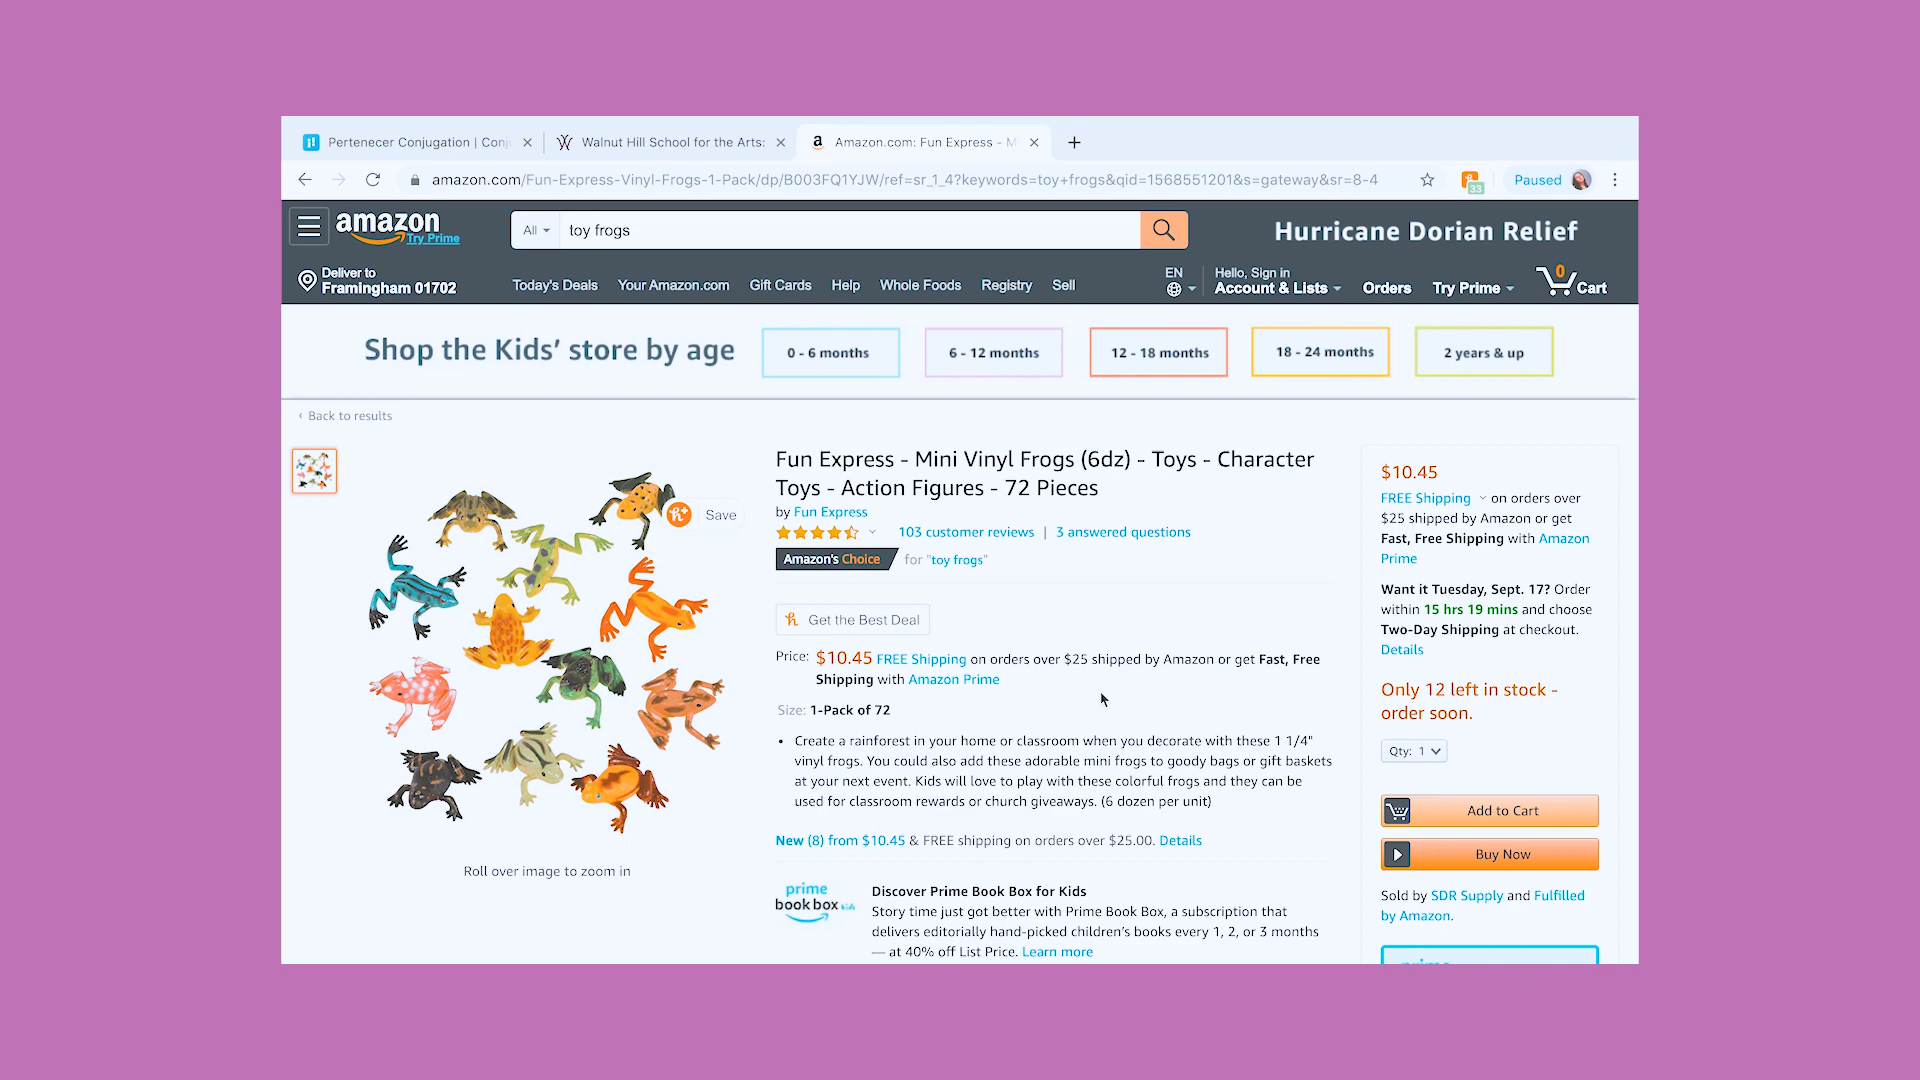 Pertenecer Conjugation | Conj
Walnut Hill School for the Arts:
Amazon.com: Fun Express - M
amazon.com/Fun-Express-Vinyl-Frogs-1-Pack/dp/B003FQ1YJW/ref=sr_1_4?keywords=toy+frogs&qid=1568551201&s=gateway&sr=8-4
33
Paused
amazon
Try Prime
All
toy frogs
Hurricane Dorian Relief
Deliver to
Framingham 01702
Today's Deals
Your Amazon.com
Gift Cards
Help
Whole Foods
Registry
Sell
EN
Hello, Sign in
Account & Lists
Orders
Try Prime
0
Cart
Shop the Kids' store by age
0 - 6 months
6 - 12 months
12 - 18 months
18 - 24 months
2 years & up
‹ Back to results
Save
Roll over image to zoom in
Fun Express - Mini Vinyl Frogs (6dz) - Toys - Character
Toys - Action Figures - 72 Pieces
by Fun Express
103 customer reviews | 3 answered questions
Amazon's Choice for "toy frogs"
Get the Best Deal
Price: $10.45 FREE Shipping on orders over $25 shipped by Amazon or get Fast, Free
Shipping with Amazon Prime
Size: 1-Pack of 72
• Create a rainforest in your home or classroom when you decorate with these 1 1/4"
vinyl frogs. You could also add these adorable mini frogs to goody bags or gift baskets
at your next event. Kids will love to play with these colorful frogs and they can be
used for classroom rewards or church giveaways. (6 dozen per unit)
New (8) from $10.45 & FREE shipping on orders over $25.00. Details
prime
book box kids
Discover Prime Book Box for Kids
Story time just got better with Prime Book Box, a subscription that
delivers editorially hand-picked children's books every 1, 2, or 3 months
— at 40% off List Price. Learn more
$10.45
FREE Shipping on orders over
$25 shipped by Amazon or get
Fast, Free Shipping with Amazon
Prime
Want it Tuesday, Sept. 17? Order
within 15 hrs 19 mins and choose
Two-Day Shipping at checkout.
Details
Only 12 left in stock -
order soon.
Qty: 1
Add to Cart
Buy Now
Sold by SDR Supply and Fulfilled
by Amazon.